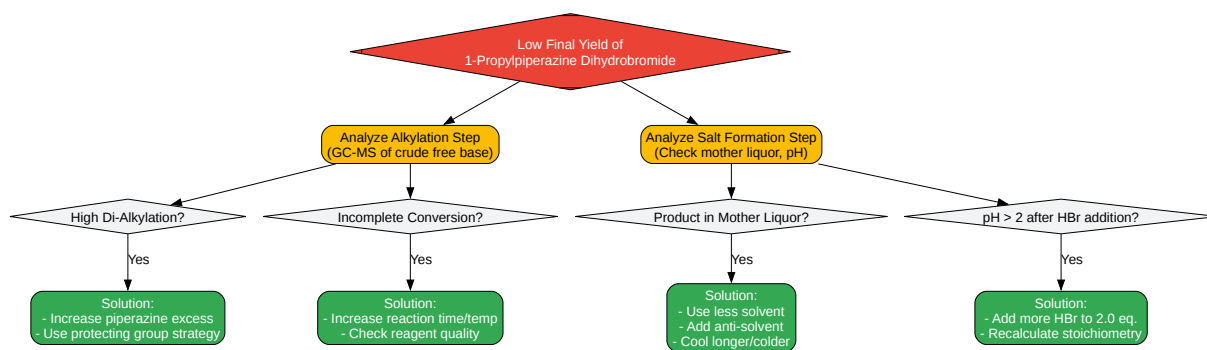 Low Final Yield of
1-Propylpiperazine Dihydrobromide
Analyze Alkylation Step
(GC-MS of crude free base)
Analyze Salt Formation Step
(Check mother liquor, pH)
High Di-Alkylation?
Incomplete Conversion?
Product in Mother Liquor?
pH > 2 after HBr addition?
Yes
Yes
Yes
Yes
Solution:
- Increase piperazine excess
- Use protecting group strategy
Solution:
- Increase reaction time/temp
- Check reagent quality
Solution:
- Use less solvent
- Add anti-solvent
- Cool longer/colder
Solution:
- Add more HBr to 2.0 eq.
- Recalculate stoichiometry